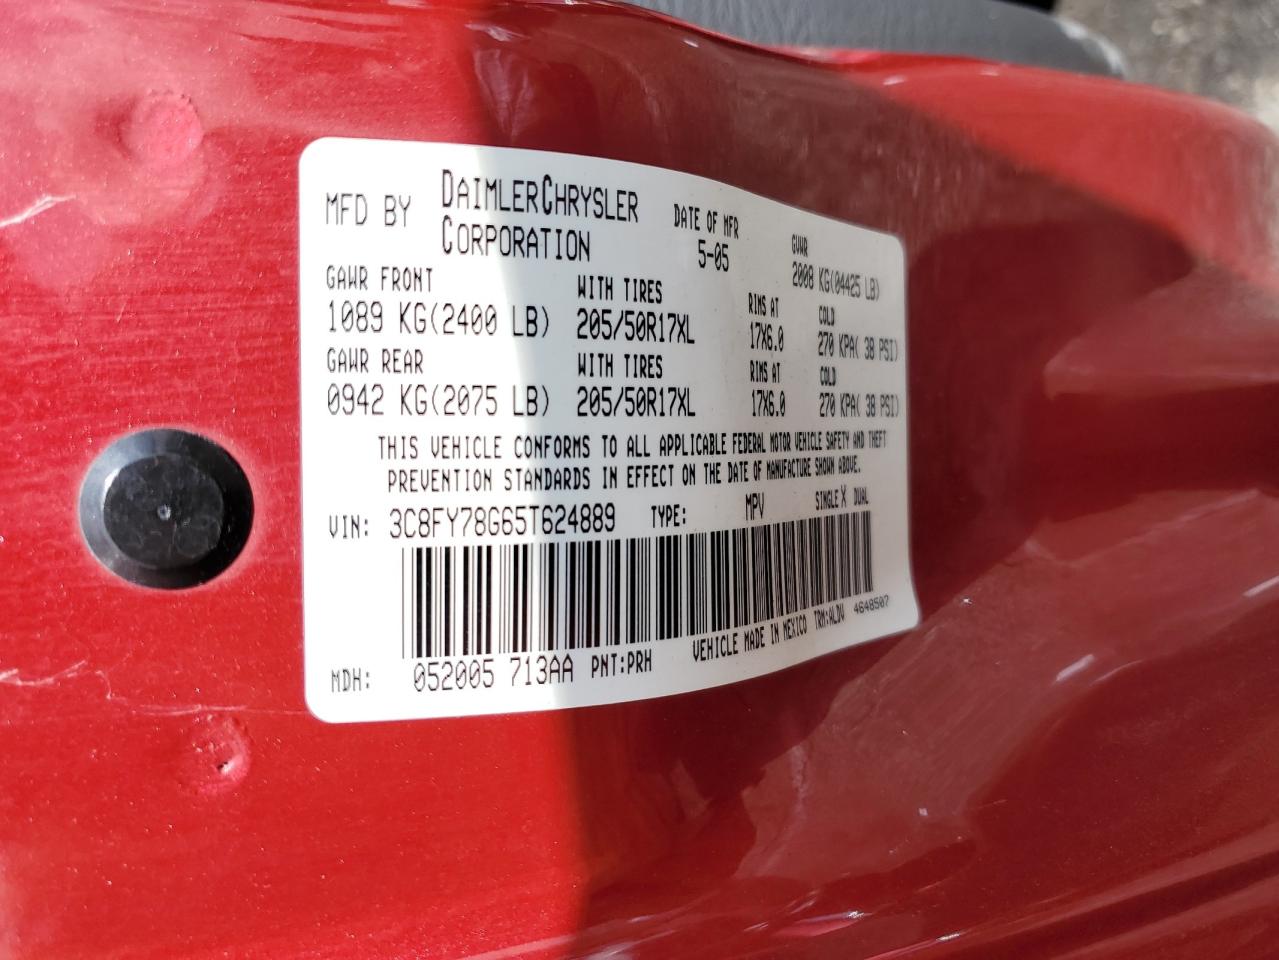 MFD BY DAIMLERCHRYSLER CORPORATION DATE OF MFR 5-05 GVWR 2008 KG(04425 LB)
GAWR FRONT WITH TIRES RIMS AT COLD
1089 KG(2400 LB) 205/50R17XL 17X6.0 270 KPA( 38 PSI)
GAWR REAR WITH TIRES RIMS AT COLD
0942 KG(2075 LB) 205/50R17XL 17X6.0 270 KPA( 38 PSI)
THIS VEHICLE CONFORMS TO ALL APPLICABLE FEDERAL MOTOR VEHICLE SAFETY AND THEFT
PREVENTION STANDARDS IN EFFECT ON THE DATE OF MANUFACTURE SHOWN ABOVE.
VIN: 3C8FY78G65T624889 TYPE: MPV SINGLE X DUAL
MDH: 052005 713AA PNT:PRH VEHICLE MADE IN MEXICO TRM:ALDV 4648507